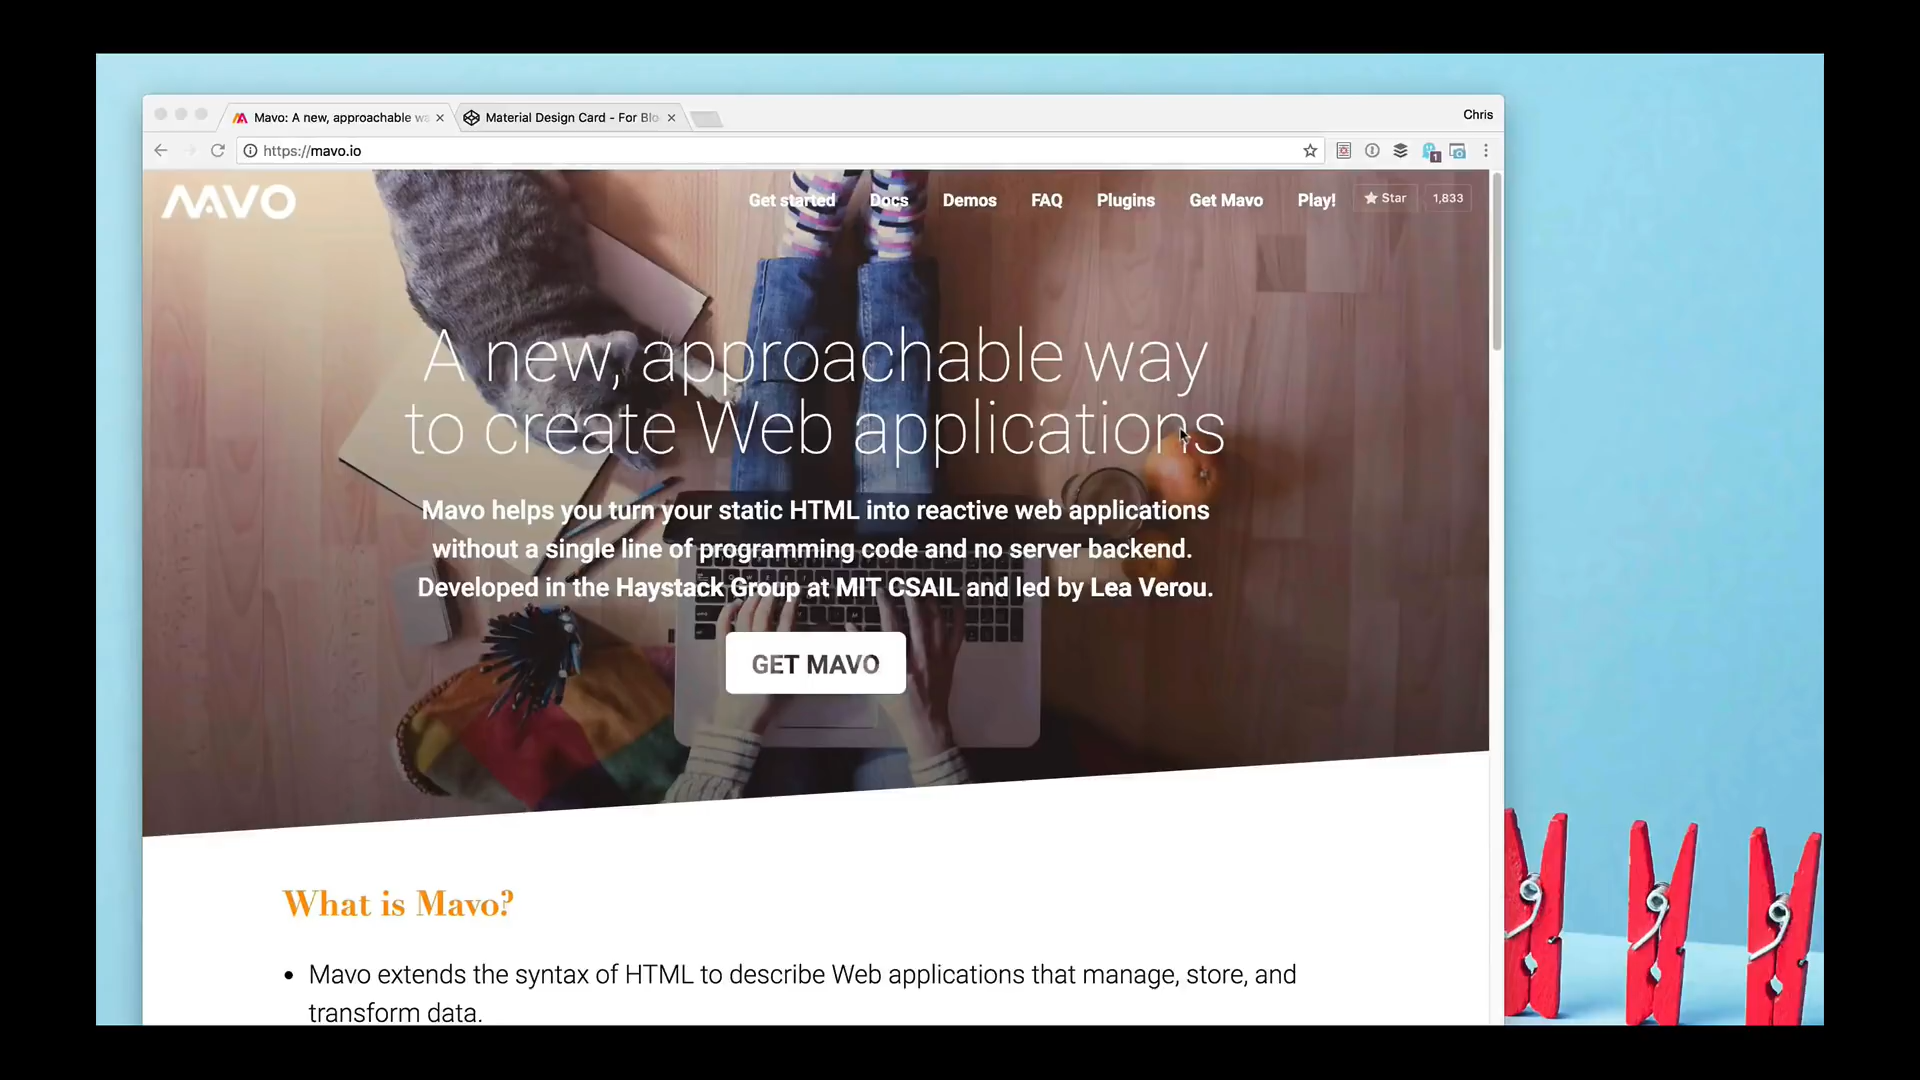 Mavo: A new, approachable wa
Material Design Card - For Blo
Chris
https://mavo.io
1
MAVO
Get started
Docs
Demos
FAQ
Plugins
Get Mavo
Play!
Star
1,833
A new, approachable way
to create Web applications
Mavo helps you turn your static HTML into reactive web applications
without a single line of programming code and no server backend.
Developed in the Haystack Group at MIT CSAIL and led by Lea Verou.
GET MAVO
What is Mavo?
• Mavo extends the syntax of HTML to describe Web applications that manage, store, and
transform data.